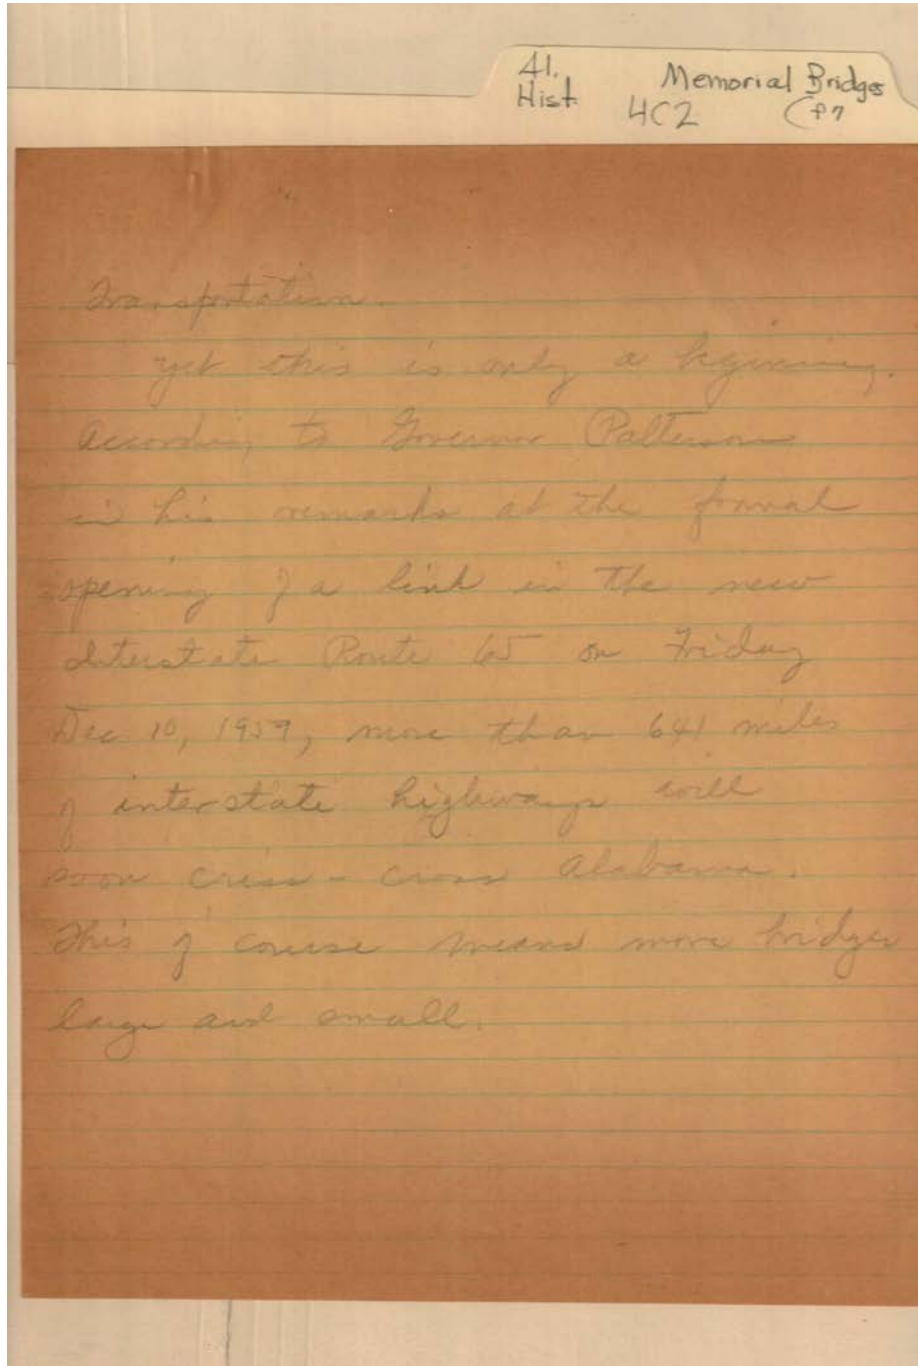 41. Memorial Bridges
Hist. 4C2 (P7
Transportation.
Yet this is only a begining.
According to Governor Patterson
in his remarks at the formal
opening of a link in the new
Interstate Route 65 on Friday
Dec. 10, 1959, more than 641 miles
of interstate highways will
soon criss-cross Alabama.
This of course means more bridges
large and small.